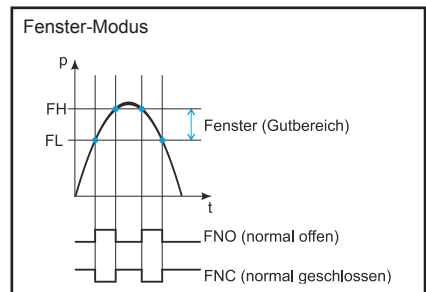 Fenster-Modus
p
FH
Fenster (Gutbereich)
FL
t
FNO (normal offen)
FNC (normal geschlossen)